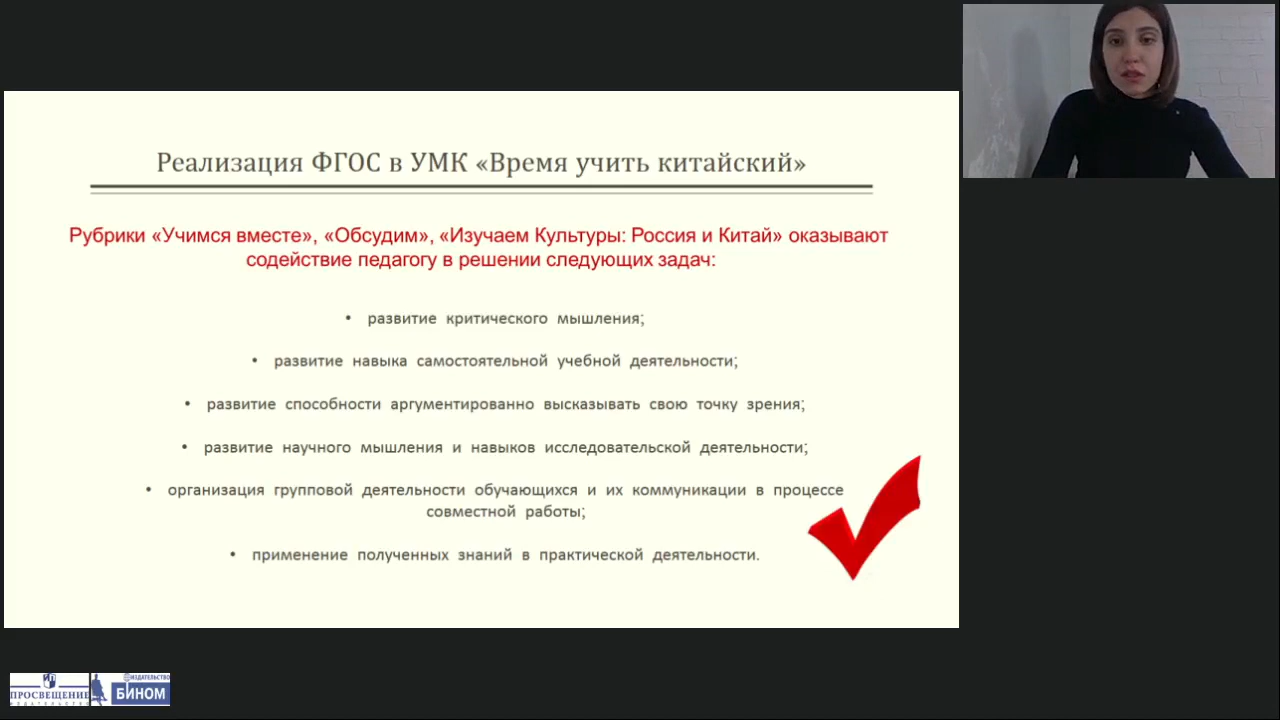 Реализация ФГОС в УМК «Время учить китайский»
Рубрики «Учимся вместе», «Обсудим», «Изучаем Культуры: Россия и Китай» оказывают
содействие педагогу в решении следующих задач:
• развитие критического мышления;
• развитие навыка самостоятельной учебной деятельности;
• развитие способности аргументированно высказывать свою точку зрения;
• развитие научного мышления и навыков исследовательской деятельности;
• организация групповой деятельности обучающихся и их коммуникации в процессе
совместной работы;
• применение полученных знаний в практической деятельности.
ПРОСВЕЩЕНИЕ
ИЗДАТЕЛЬСТВО
ИЗДАТЕЛЬСТВО
БИНОМ